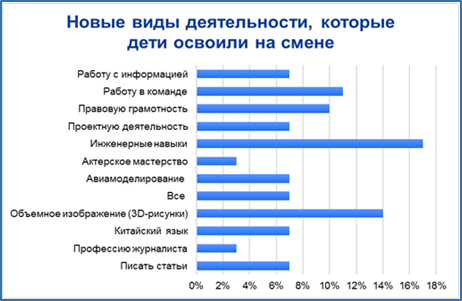 Новые виды деятельности, которые
дети освоили на смене
Работу с информацией
Работу в команде
Правовую грамотность
Проектную деятельность
Инженерные навыки
Актерское мастерство
Авиамоделирование
Все
Объемное изображение (3D-рисунки)
Китайский язык
Профессию журналиста
Писать статьи
0% 2% 4% 6% 8% 10% 12% 14% 16% 18%